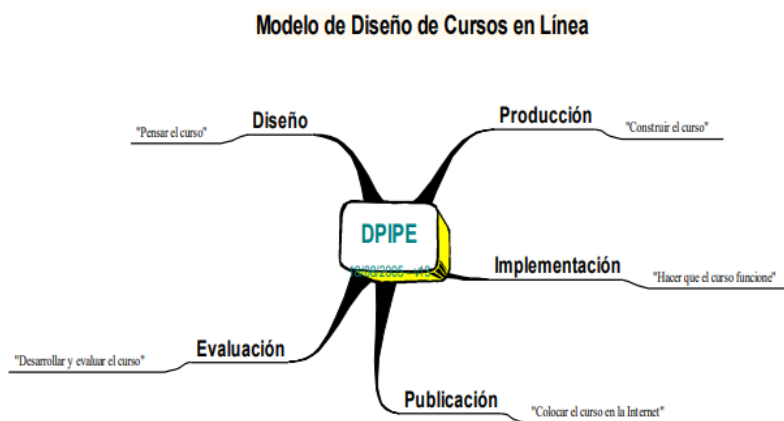 Modelo de Diseño de Cursos en Línea
Diseño
"Pensar el curso"
Producción
"Construir el curso"
DPIPE
Implementación
"Hacer que el curso funcione"
Evaluación
"Desarrollar y evaluar el curso"
Publicación
"Colocar el curso en la Internet"